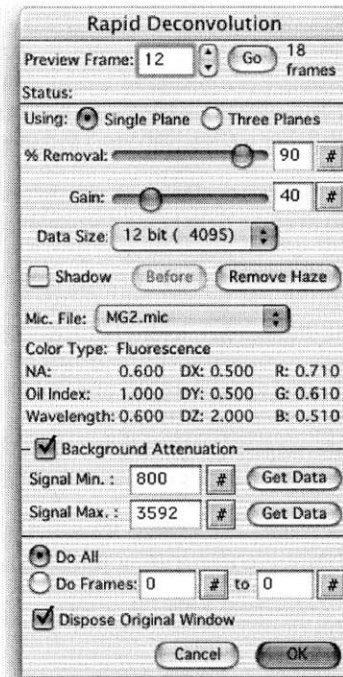 Rapid Deconvolution
Preview Frame: 12 Go 18 frames
Status:
Using: Single Plane Three Planes
% Removal: 90 #
Gain: 40 #
Data Size: 12 bit ( 4095)
Shadow Before Remove Haze
Mic. File: MG2.mic
Color Type: Fluorescence
NA: 0.600 DX: 0.500 R: 0.710
Oil Index: 1.000 DY: 0.500 G: 0.610
Wavelength: 0.600 DZ: 2.000 B: 0.510
Background Attenuation
Signal Min. : 800 # Get Data
Signal Max. : 3592 # Get Data
Do All
Do Frames: 0 # to 0 #
Dispose Original Window
Cancel OK